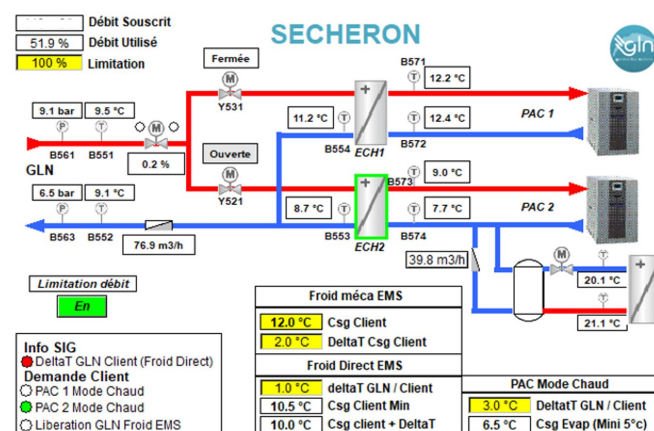 Débit Souscrit
51.9 % Débit Utilisé
100 % Limitation
SECHERON
gln
Fermée
M
Y531
B571
T 12.2 °C
PAC 1
9.1 bar 9.5 °C
P T M
B561 B551 0.2 %
GLN
11.2 °C T
B554 ECH1
T 12.4 °C
B572
Ouverte
M
Y521
B573
T 9.0 °C
PAC 2
6.5 bar 9.1 °C
P T
B563 B552
76.9 m3/h
8.7 °C T
B553 ECH2
T 7.7 °C
B574
39.8 m3/h
M T
20.1 °C
T
21.1 °C
Limitation débit
En
Info SIG
DeltaT GLN Client (Froid Direct)
Demande Client
PAC 1 Mode Chaud
PAC 2 Mode Chaud
Liberation GLN Froid EMS
Froid méca EMS
12.0 °C Csg Client
2.0 °C DeltaT Csg Client
Froid Direct EMS
1.0 °C deltaT GLN / Client
10.5 °C Csg Client Min
10.0 °C Csg client + DeltaT
PAC Mode Chaud
3.0 °C DeltatT GLN / Client
6.5 °C Csg Evap (Mini 5°c)